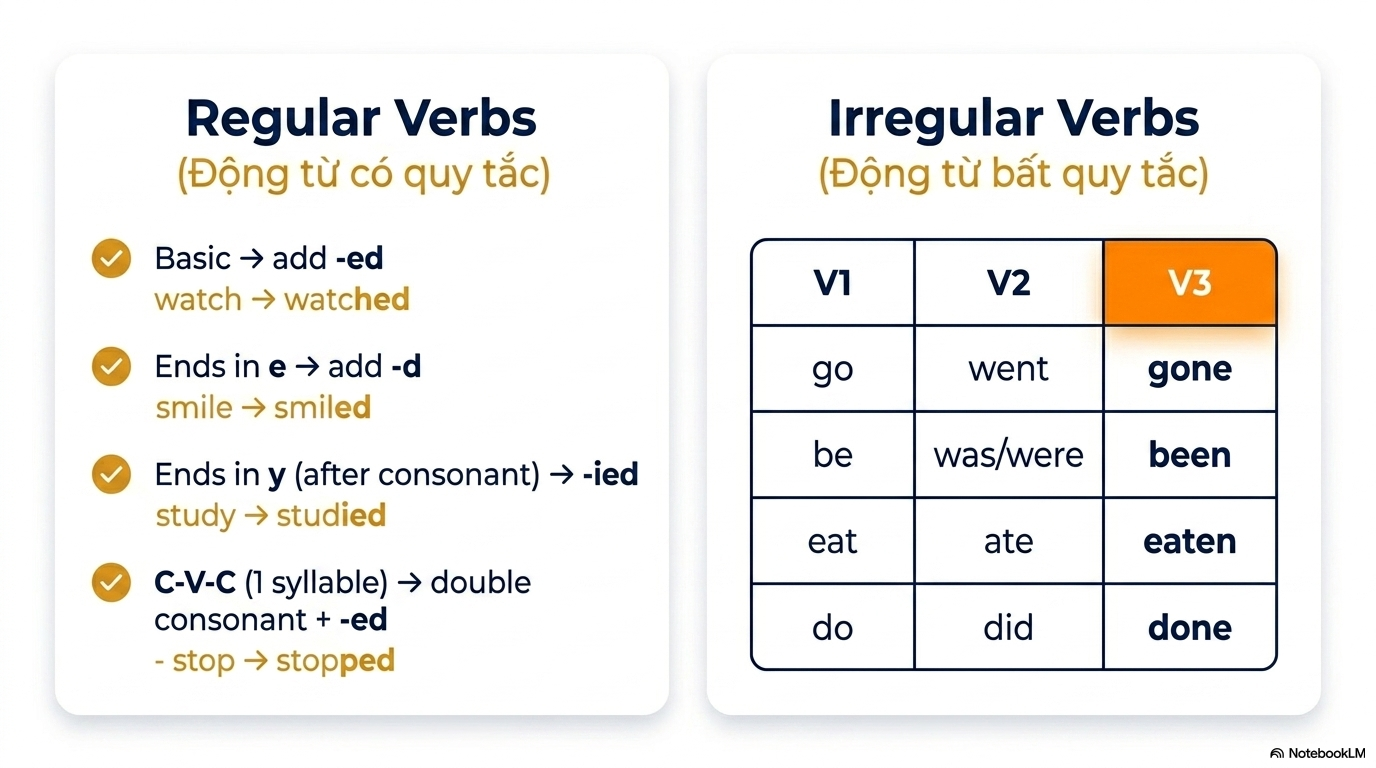 Regular Verbs
(Động từ có quy tắc)
Basic → add -ed
watch → watched
Ends in e → add -d
smile → smiled
Ends in y (after consonant) → -ied
study → studied
C-V-C (1 syllable) → double
consonant + -ed
- stop → stopped
Irregular Verbs
(Động từ bất quy tắc)
V1 V2 V3
go went gone
be was/were been
eat ate eaten
do did done
NotebookLM